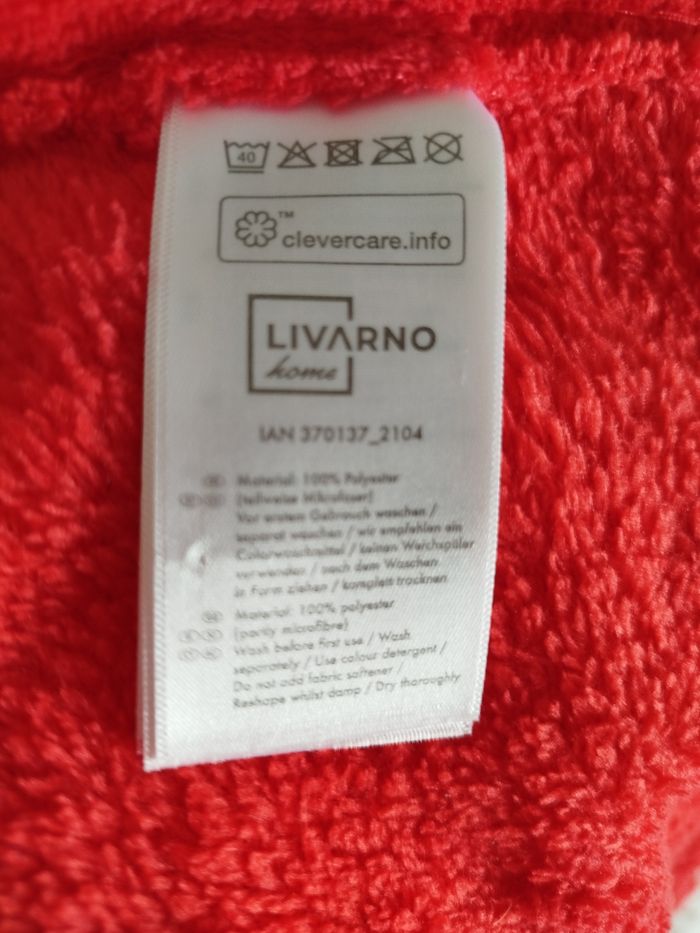 40
™
clevercare.info
LIVARNO
home
IAN 370137_2104
Material: 100% Polyester
(teilweise Mikrofaser)
Vor erstem Gebrauch waschen /
separat waschen / wir empfehlen ein
Colorwaschmittel / keinen Weichspüler
verwenden / nach dem Waschen
in Form ziehen / komplett trocknen
Material: 100% polyester
(partly microfibre)
Wash before first use / Wash
separately / Use colour detergent /
Do not add fabric softener /
Reshape whilst damp / Dry thoroughly